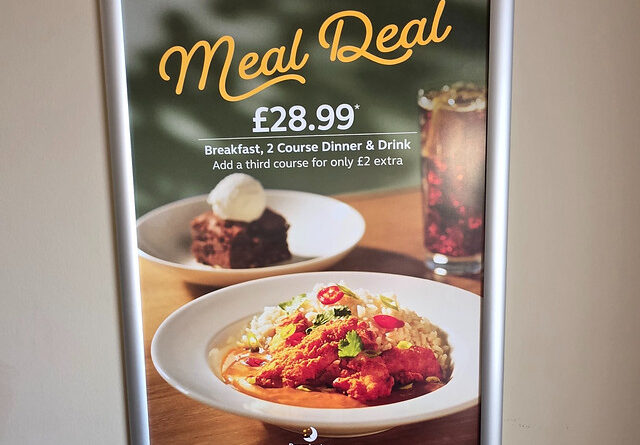 Meal Deal
£28.99*
Breakfast, 2 Course Dinner & Drink
Add a third course for only £2 extra